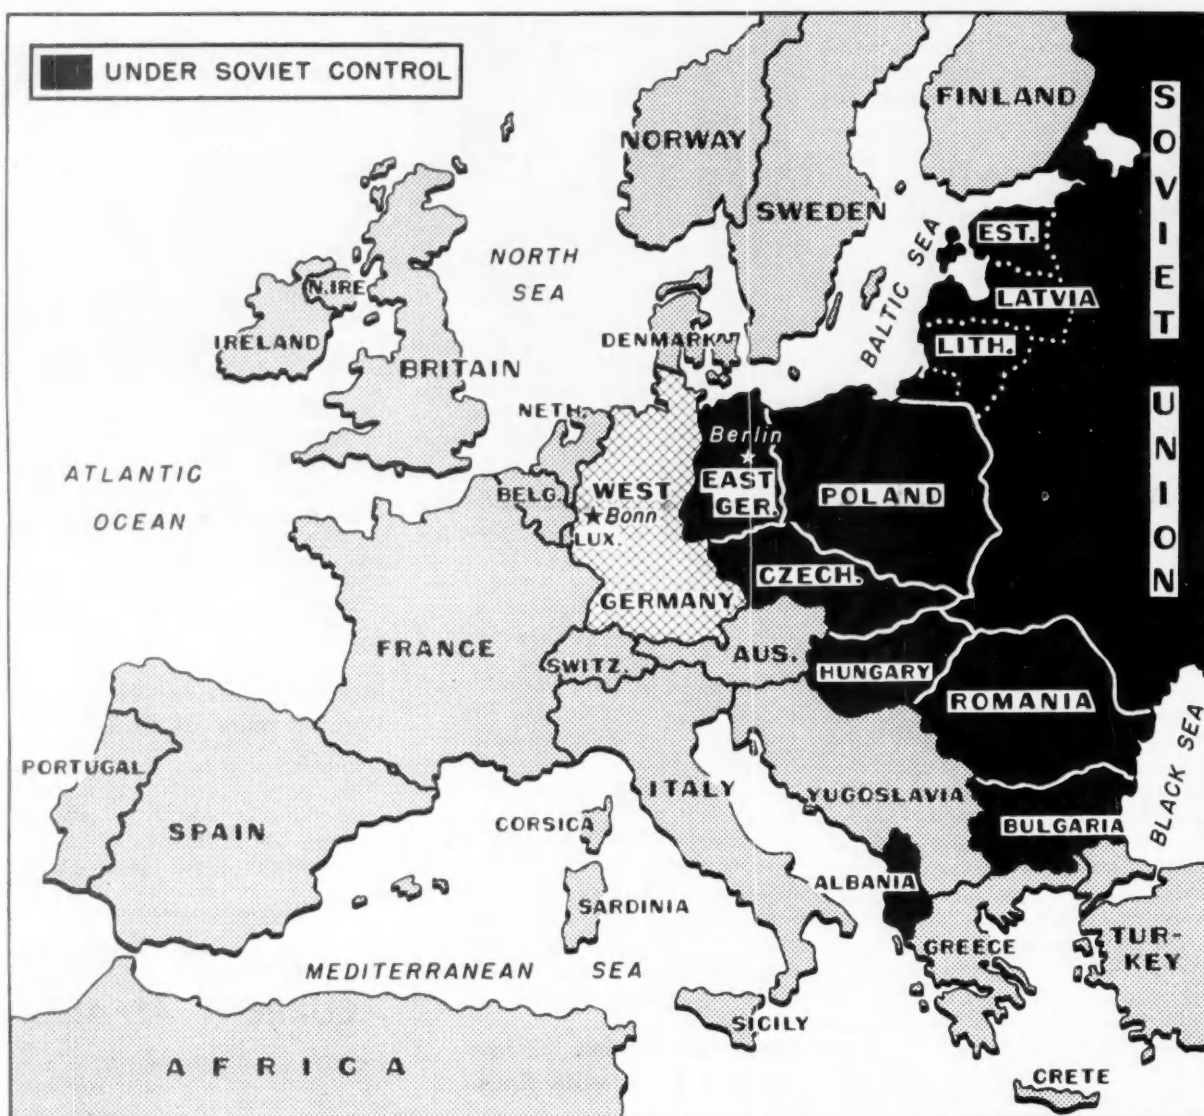 UNDER SOVIET CONTROL
NORWAY
FINLAND
SWEDEN
SOVIET UNION
EST.
LATVIA
LITH.
NORTH
SEA
BALTIC SEA
N.IRE.
IRELAND
BRITAIN
DENMARK
NETH.
Berlin
EAST
GER.
POLAND
ATLANTIC
OCEAN
BELG.
WEST
Bonn
LUX.
GERMANY
CZECH.
FRANCE
SWITZ.
AUS.
HUNGARY
ROMANIA
BLACK SEA
PORTUGAL
SPAIN
CORSICA
ITALY
YUGOSLAVIA
BULGARIA
SARDINIA
ALBANIA
GREECE
TUR-
KEY
MEDITERRANEAN SEA
SICILY
AFRICA
CRETE